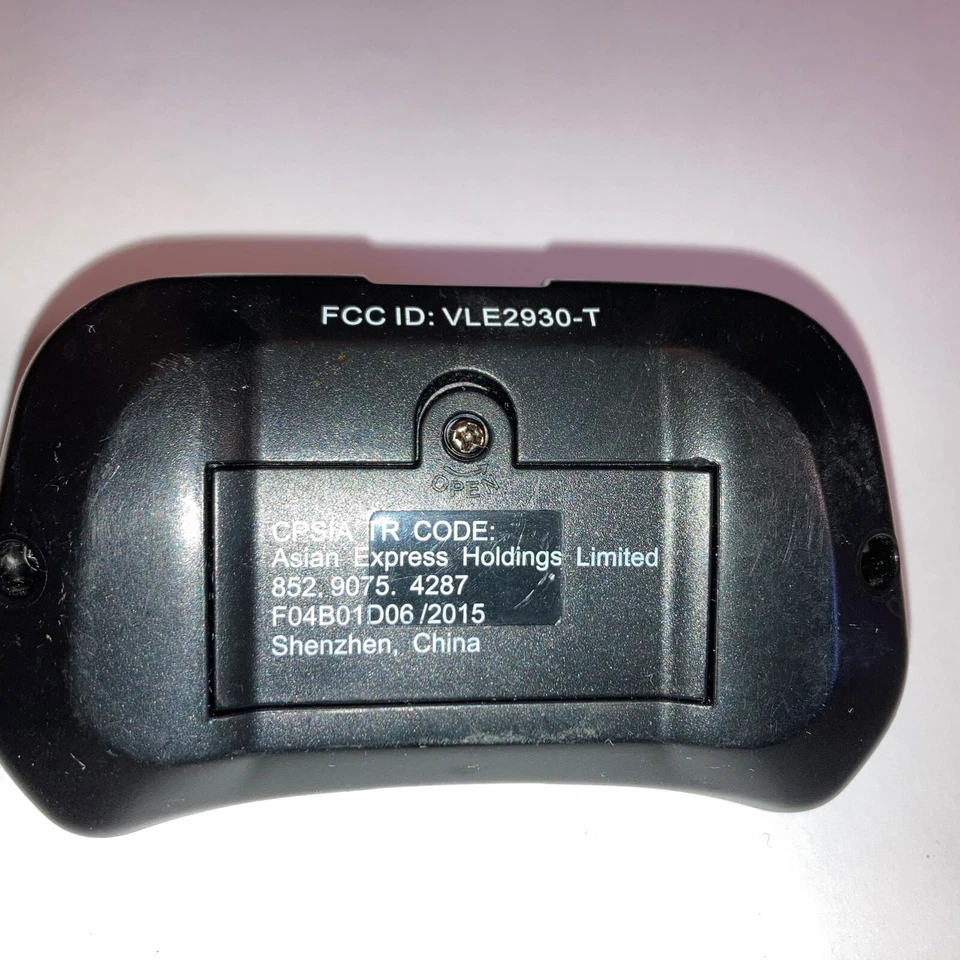 FCC ID: VLE2930-T
OPEN
CPSIA TR CODE:
Asian Express Holdings Limited
852. 9075. 4287
F04B01D06 /2015
Shenzhen, China